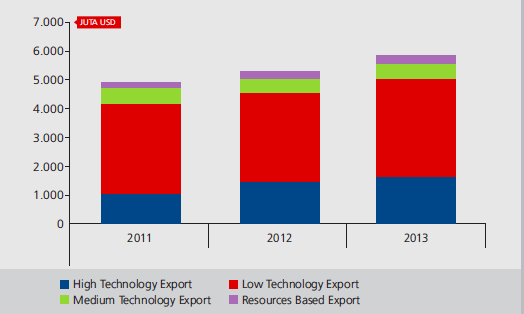 7.000
JUTA USD
6.000
5.000
4.000
3.000
2.000
1.000
0
2011 2012 2013
High Technology Export Low Technology Export
Medium Technology Export Resources Based Export